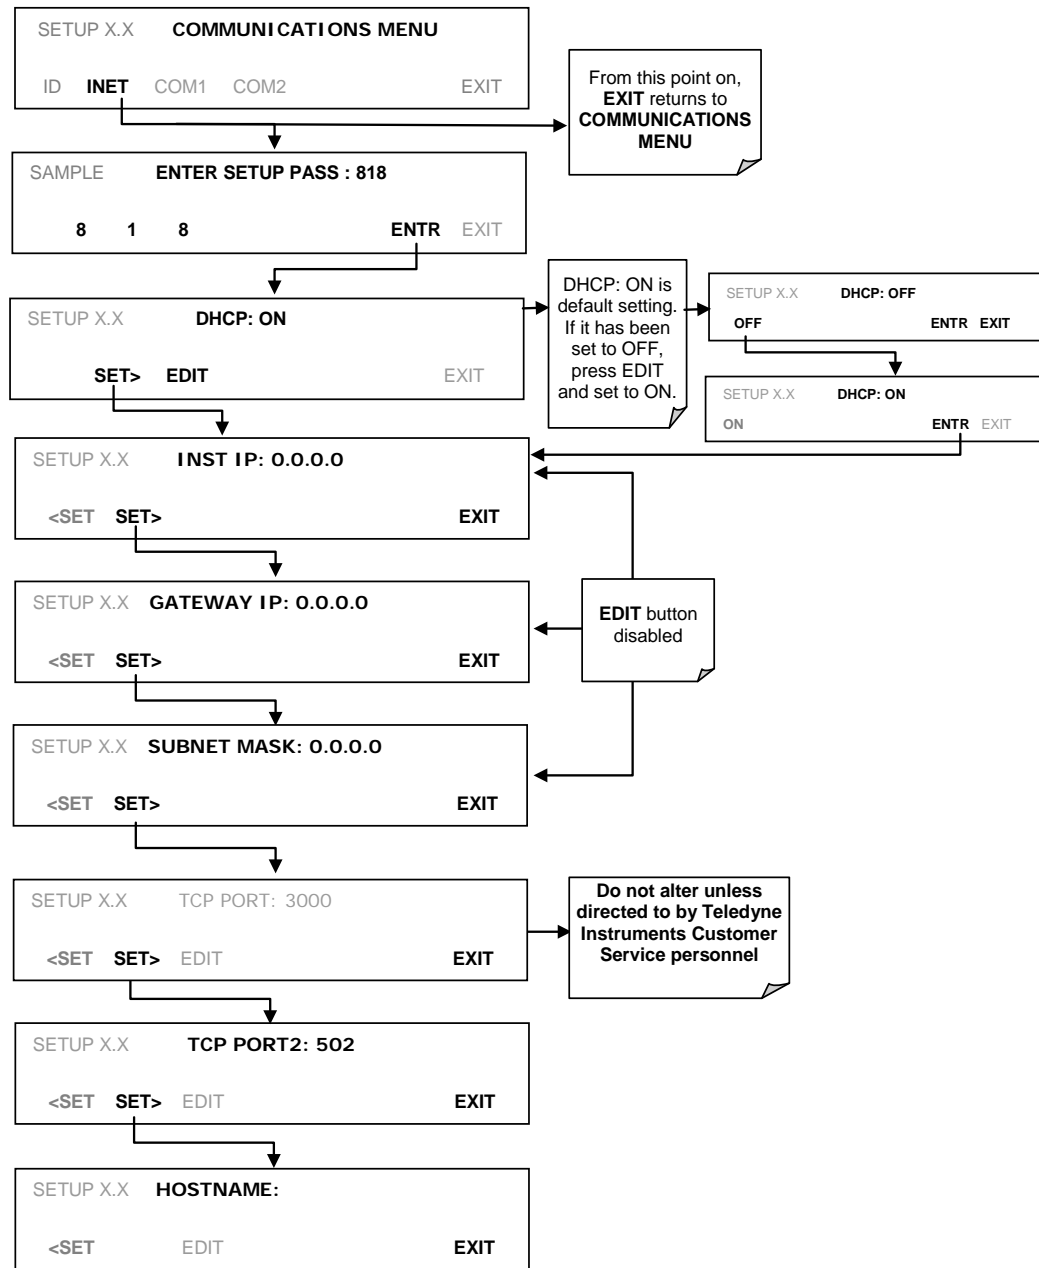 SETUP X.X COMMUNICATIONS MENU
ID INET COM1 COM2 EXIT
From this point on,
EXIT returns to
COMMUNICATIONS
MENU
SAMPLE ENTER SETUP PASS : 818
8 1 8 ENTR EXIT
SETUP X.X DHCP: ON
SET> EDIT EXIT
DHCP: ON is
default setting.
If it has been
set to OFF,
press EDIT
and set to ON.
SETUP X.X DHCP: OFF
OFF ENTR EXIT
SETUP X.X DHCP: ON
ON ENTR EXIT
SETUP X.X INST IP: 0.0.0.0
<SET SET> EXIT
SETUP X.X GATEWAY IP: 0.0.0.0
<SET SET> EXIT
EDIT button
disabled
SETUP X.X SUBNET MASK: 0.0.0.0
<SET SET> EXIT
SETUP X.X TCP PORT: 3000
<SET SET> EDIT EXIT
Do not alter unless
directed to by Teledyne
Instruments Customer
Service personnel
SETUP X.X TCP PORT2: 502
<SET SET> EDIT EXIT
SETUP X.X HOSTNAME:
<SET EDIT EXIT